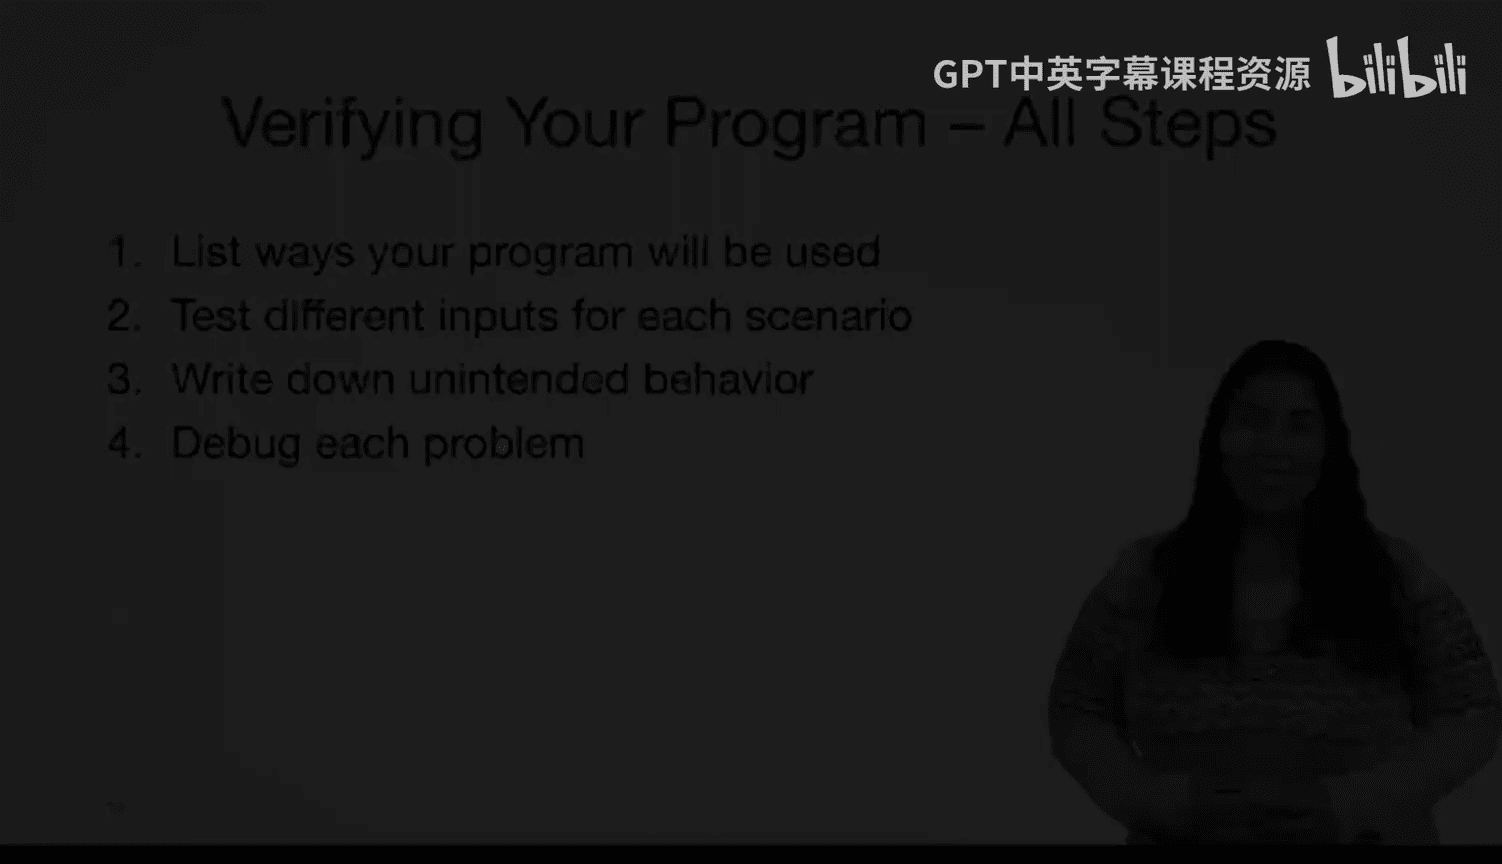 GPT中英字幕课程资源 bilibili
Verifying Your Program – All Steps
1. List ways your program will be used
2. Test different inputs for each scenario
3. Write down unintended behavior
4. Debug each problem